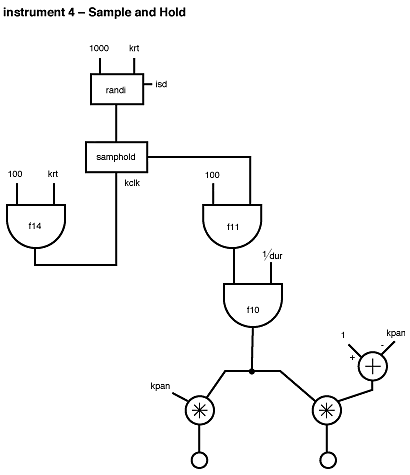 instrument 4 – Sample and Hold
1000 krt
randi isd
samphold
kclk
100 krt
100
f14
f11
1/dur
f10
1 kpan
+ -
+
kpan
* *